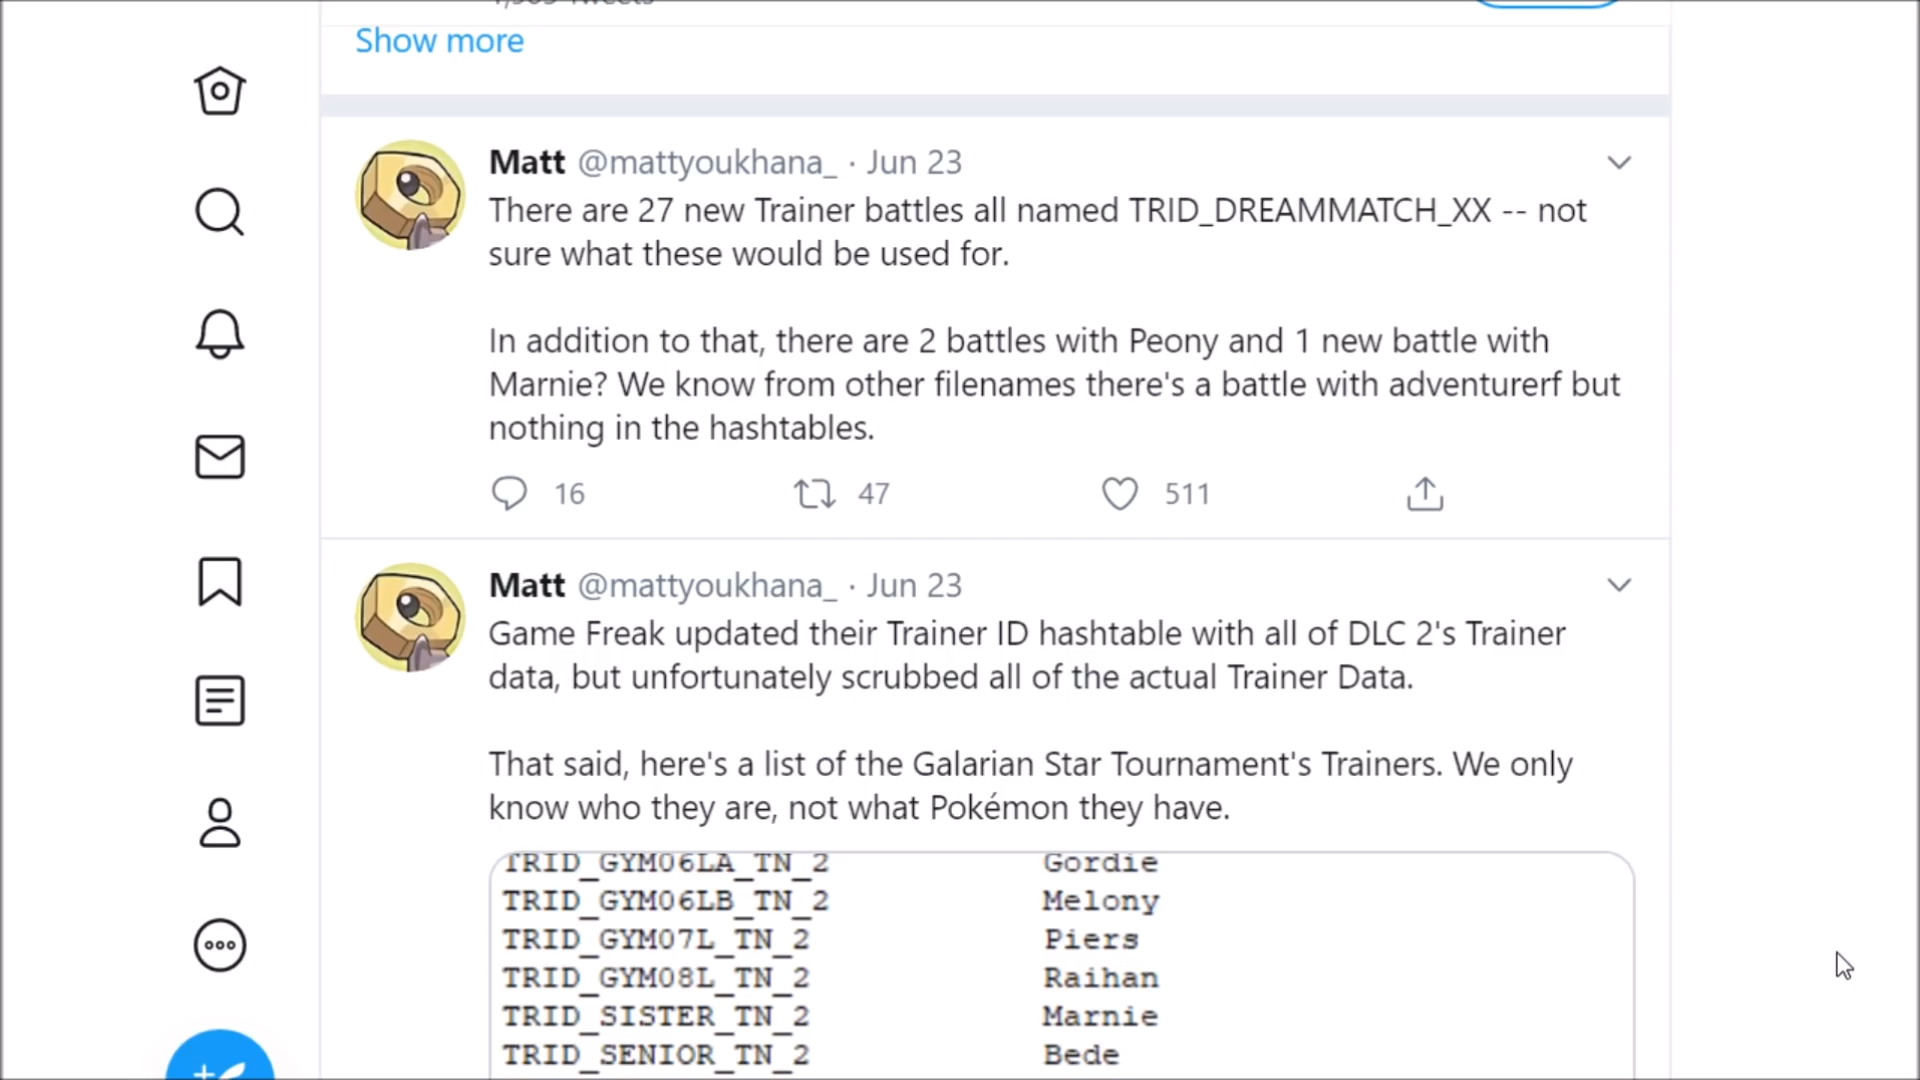 Show more
Matt @mattyoukhana_ · Jun 23
There are 27 new Trainer battles all named TRID_DREAMMATCH_XX -- not
sure what these would be used for.
In addition to that, there are 2 battles with Peony and 1 new battle with
Marnie? We know from other filenames there's a battle with adventurerf but
nothing in the hashtables.
16 47 511
Matt @mattyoukhana_ · Jun 23
Game Freak updated their Trainer ID hashtable with all of DLC 2's Trainer
data, but unfortunately scrubbed all of the actual Trainer Data.
That said, here's a list of the Galarian Star Tournament's Trainers. We only
know who they are, not what Pokémon they have.
TRID_GYM06LA_TN_2 Gordie
TRID_GYM06LB_TN_2 Melony
TRID_GYM07L_TN_2 Piers
TRID_GYM08L_TN_2 Raihan
TRID_SISTER_TN_2 Marnie
TRID_SENIOR_TN_2 Bede